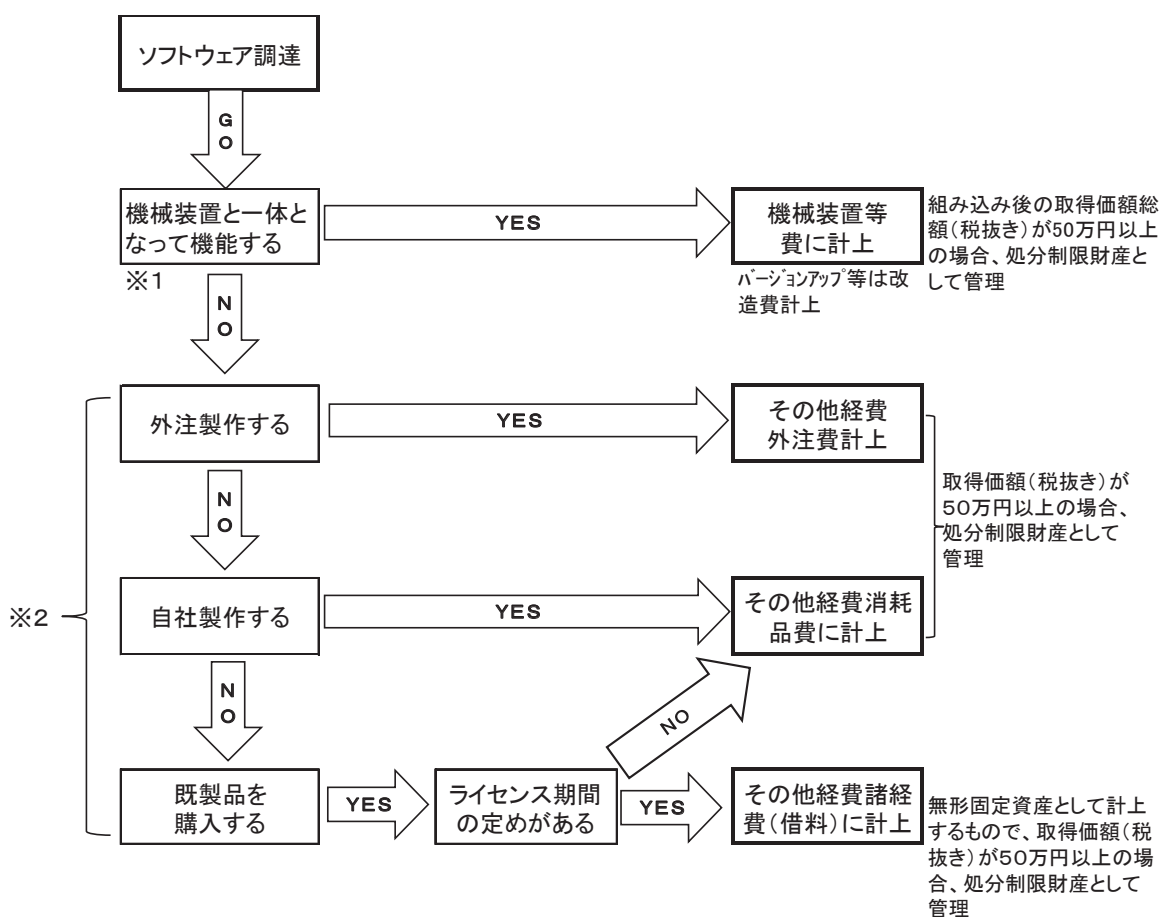 ソフトウェア調達
GO
機械装置と一体と
なって機能する
※1
YES
機械装置等
費に計上
バージョンアップ等は改
造費計上
組み込み後の取得価額総
額(税抜き)が50万円以上
の場合、処分制限財産と
して管理
NO
外注製作する
YES
その他経費
外注費計上
NO
取得価額(税抜き)が
50万円以上の場合、
処分制限財産として
管理
※2
自社製作する
YES
その他経費消耗
品費に計上
NO
NO
既製品を
購入する
YES
ライセンス期間
の定めがある
YES
その他経費諸経
費(借料)に計上
無形固定資産として計上
するもので、取得価額(税
抜き)が50万円以上の場
合、処分制限財産として
管理